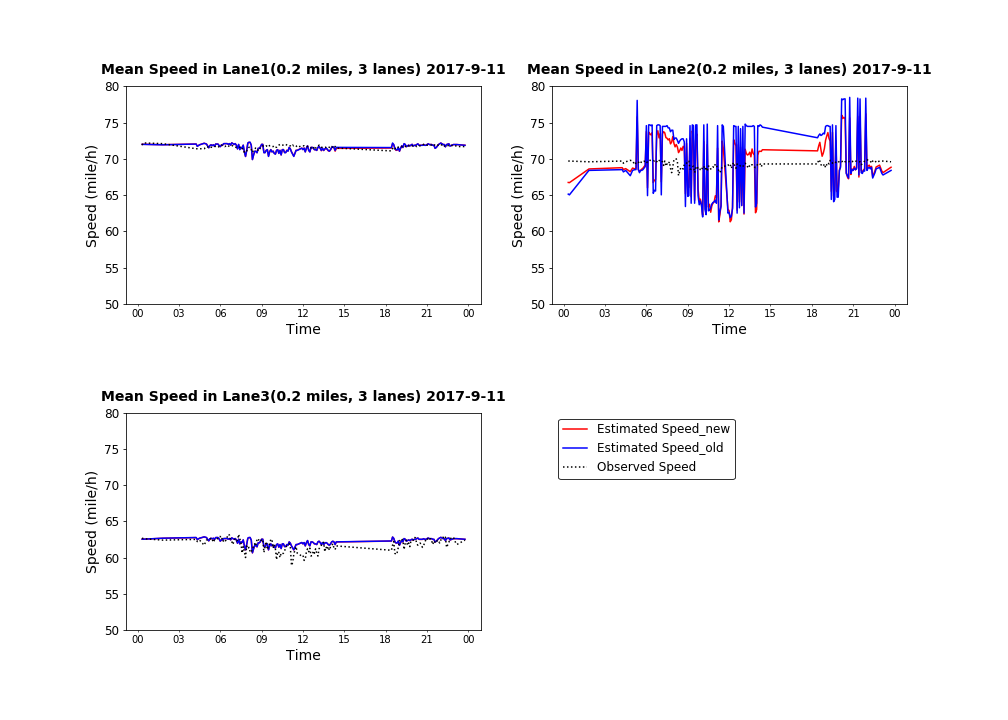 Mean Speed in Lane1(0.2 miles, 3 lanes) 2017-9-11
80
75
70
65
60
55
50
Speed (mile/h)
00 03 06 09 12 15 18 21 00
Time
Mean Speed in Lane2(0.2 miles, 3 lanes) 2017-9-11
80
75
70
65
60
55
50
Speed (mile/h)
00 03 06 09 12 15 18 21 00
Time
Mean Speed in Lane3(0.2 miles, 3 lanes) 2017-9-11
80
75
70
65
60
55
50
Speed (mile/h)
00 03 06 09 12 15 18 21 00
Time
Estimated Speed_new
Estimated Speed_old
Observed Speed